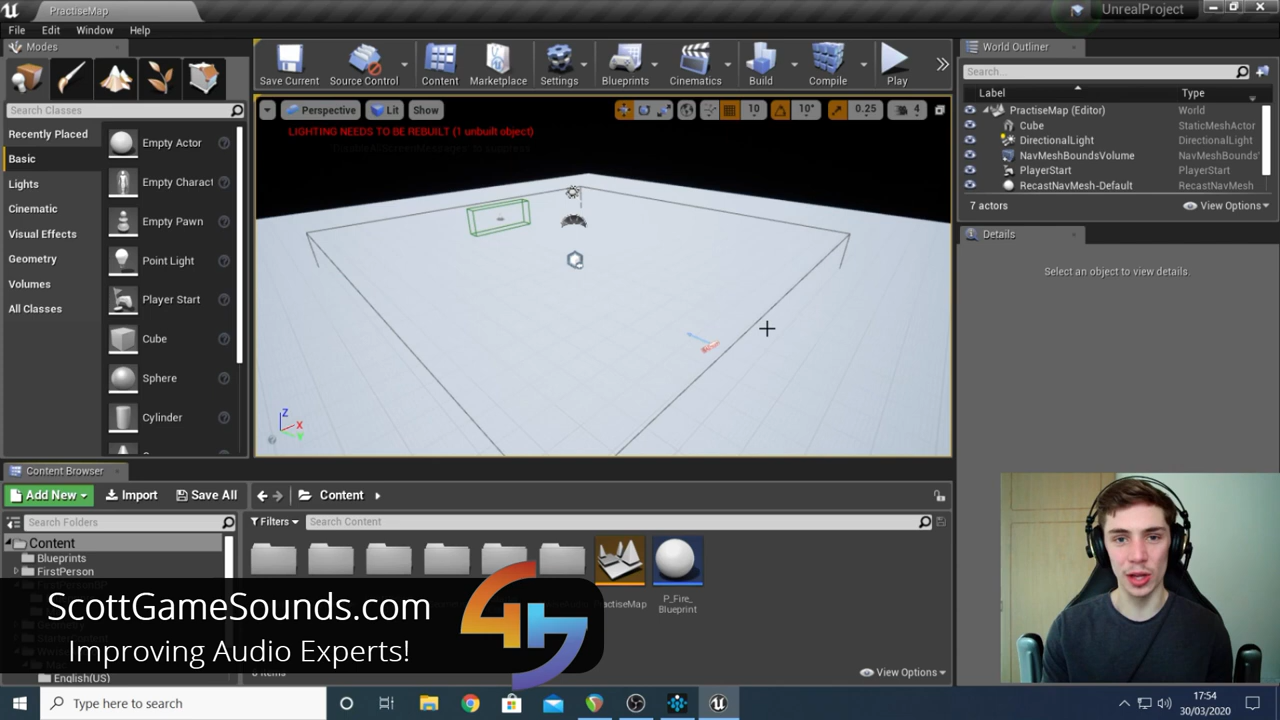 PractiseMap
UnrealProject
File Edit Window Help
Modes
Search Classes
Recently Placed
Basic
Lights
Cinematic
Visual Effects
Geometry
Volumes
All Classes
Empty Actor
Empty Charact
Empty Pawn
Point Light
Player Start
Cube
Sphere
Cylinder
Save Current
Source Control
Content
Marketplace
Settings
Blueprints
Cinematics
Build
Compile
Play
Perspective Lit Show
10 10° 0.25 4
LIGHTING NEEDS TO BE REBUILT (1 unbuilt object)
Z
X
Y
World Outliner
Search...
Label Type
PractiseMap (Editor) World
Cube StaticMeshActor
DirectionalLight DirectionalLight
NavMeshBoundsVolume NavMeshBounds
PlayerStart PlayerStart
RecastNavMesh-Default RecastNavMesh
7 actors View Options
Details
Select an object to view details.
Content Browser
Add New Import Save All Content
Search Folders
Filters Search Content
Content
Blueprints
FirstPerson
English(US)
PractiseMap
P_Fire_
Blueprint
View Options
ScottGameSounds.com
Improving Audio Experts!
Type here to search
17:54
30/03/2020